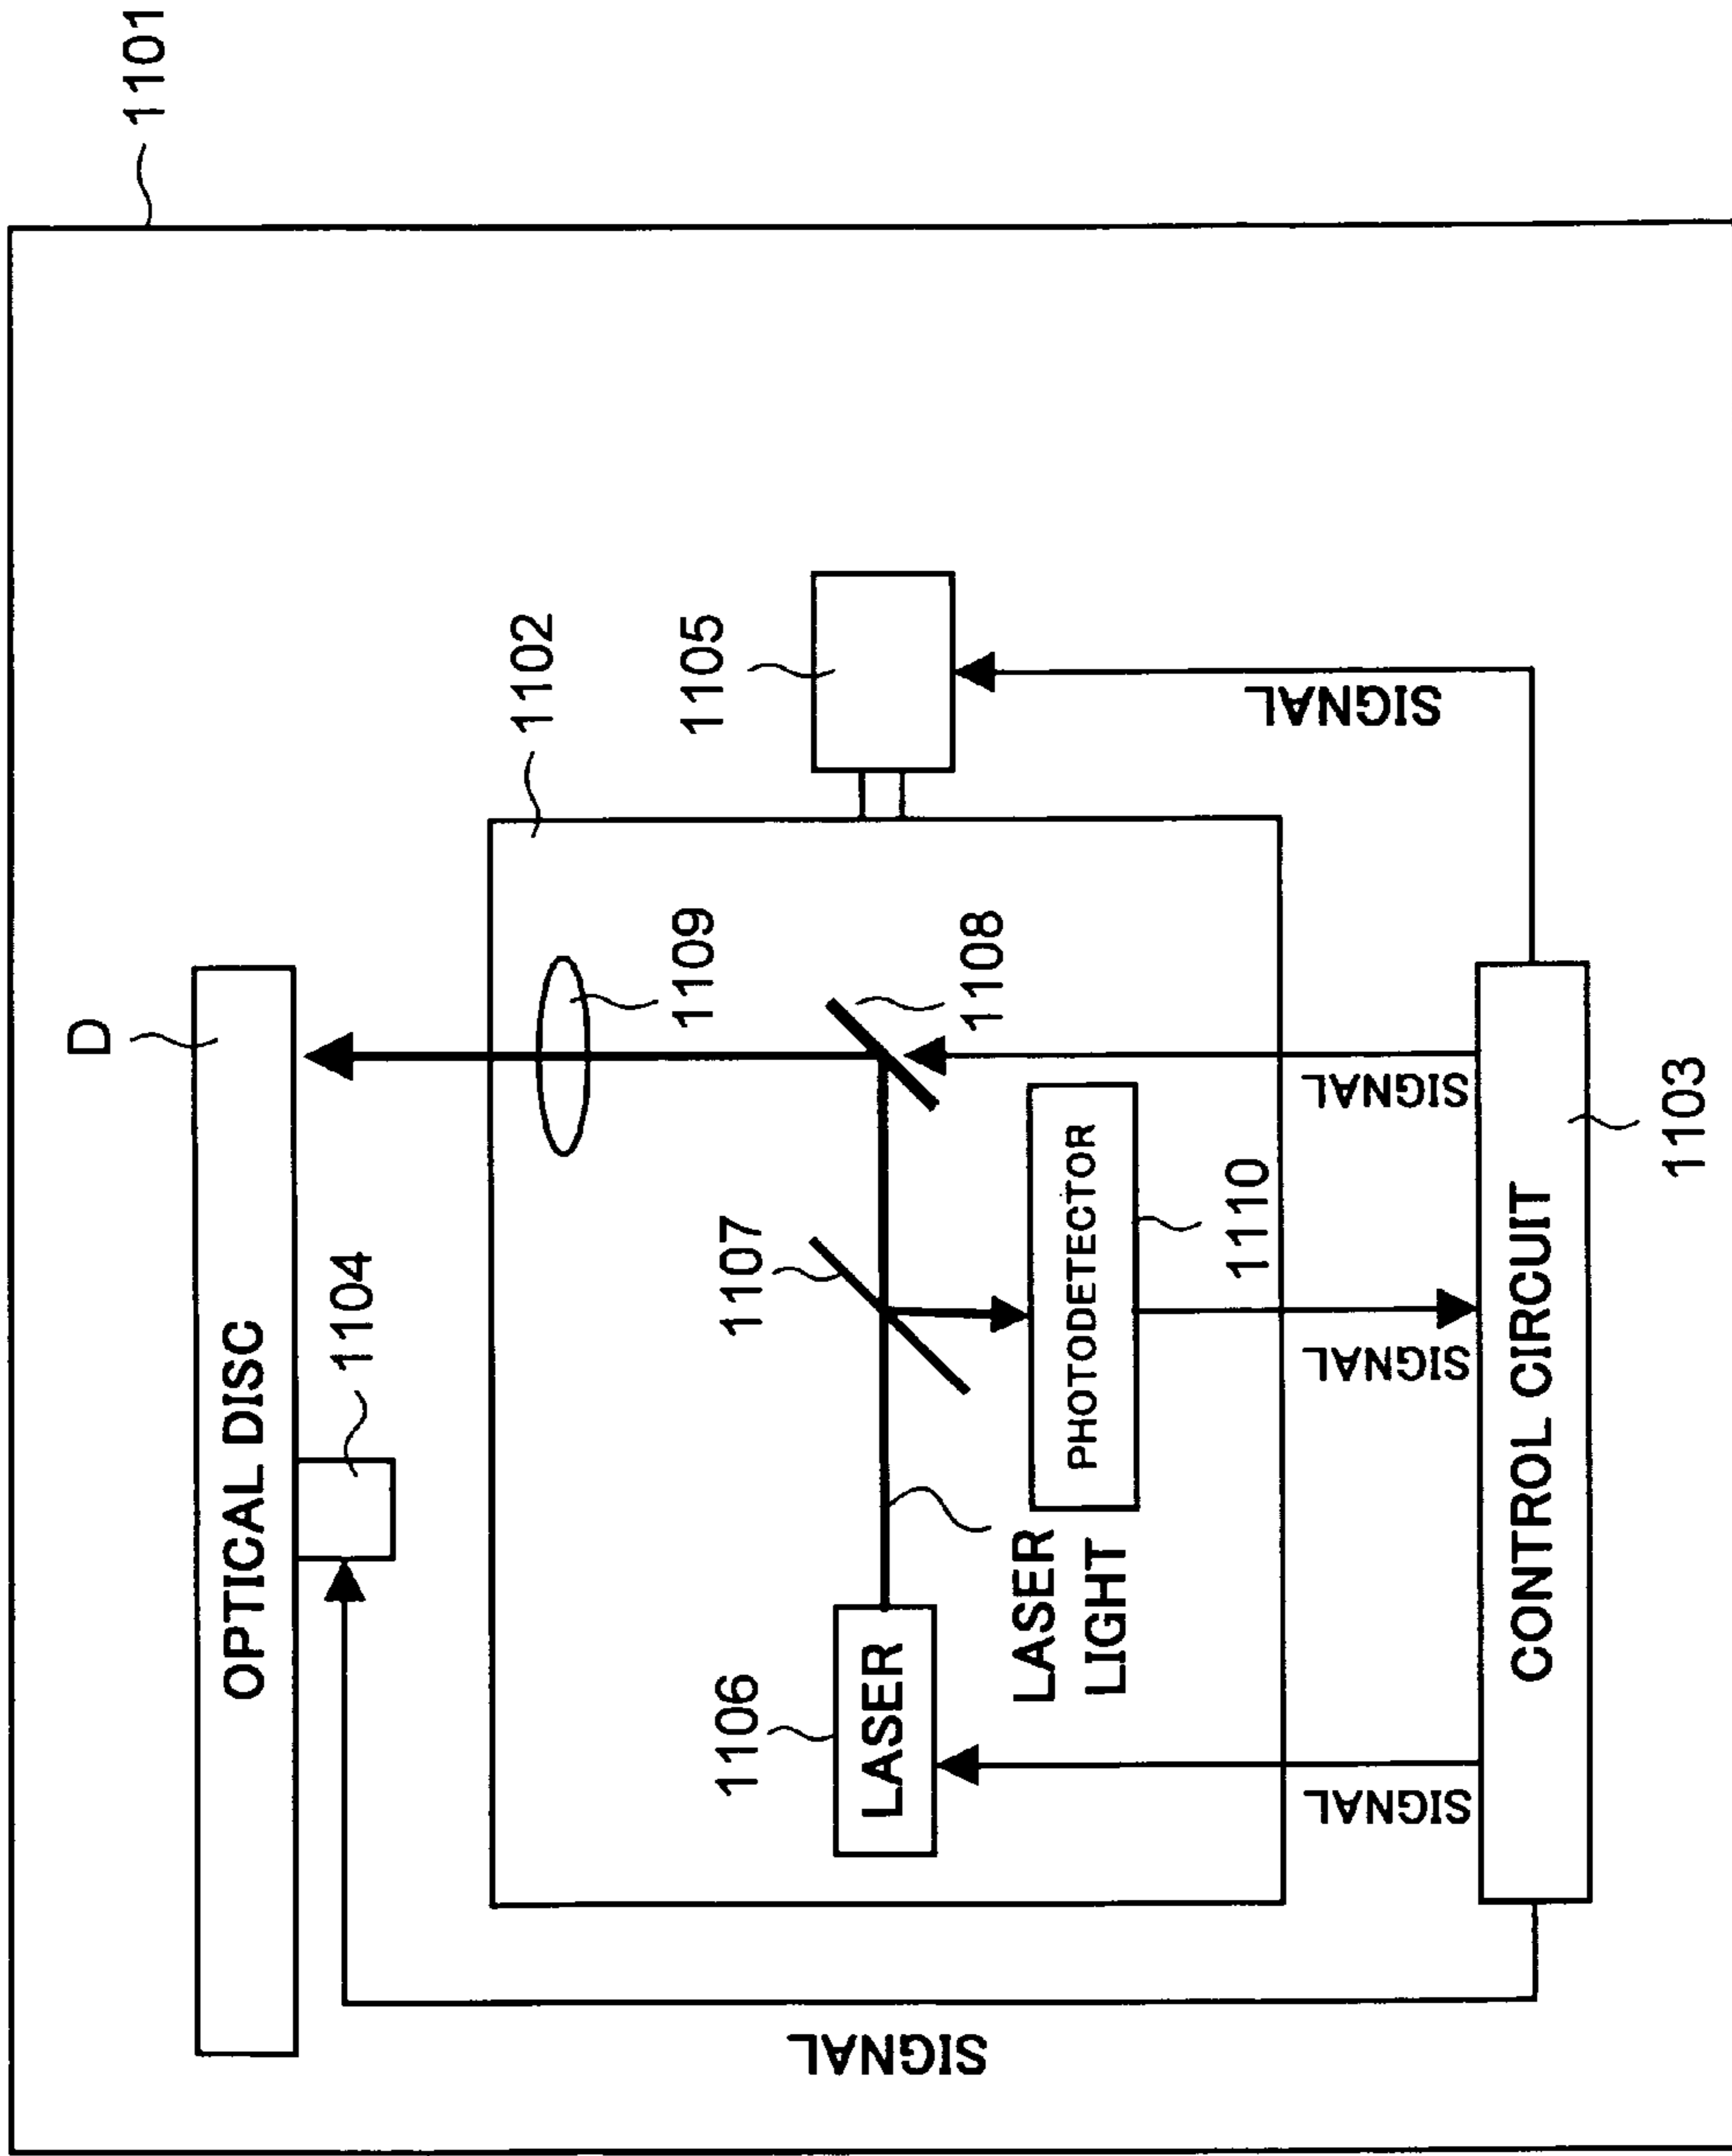 1101
D
OPTICAL DISC
1104
1102
1105
1109
1108
1107
1106
LASER
LASER
LIGHT
PHOTODETECTOR
1110
SIGNAL
SIGNAL
SIGNAL
SIGNAL
SIGNAL
CONTROL CIRCUIT
1103